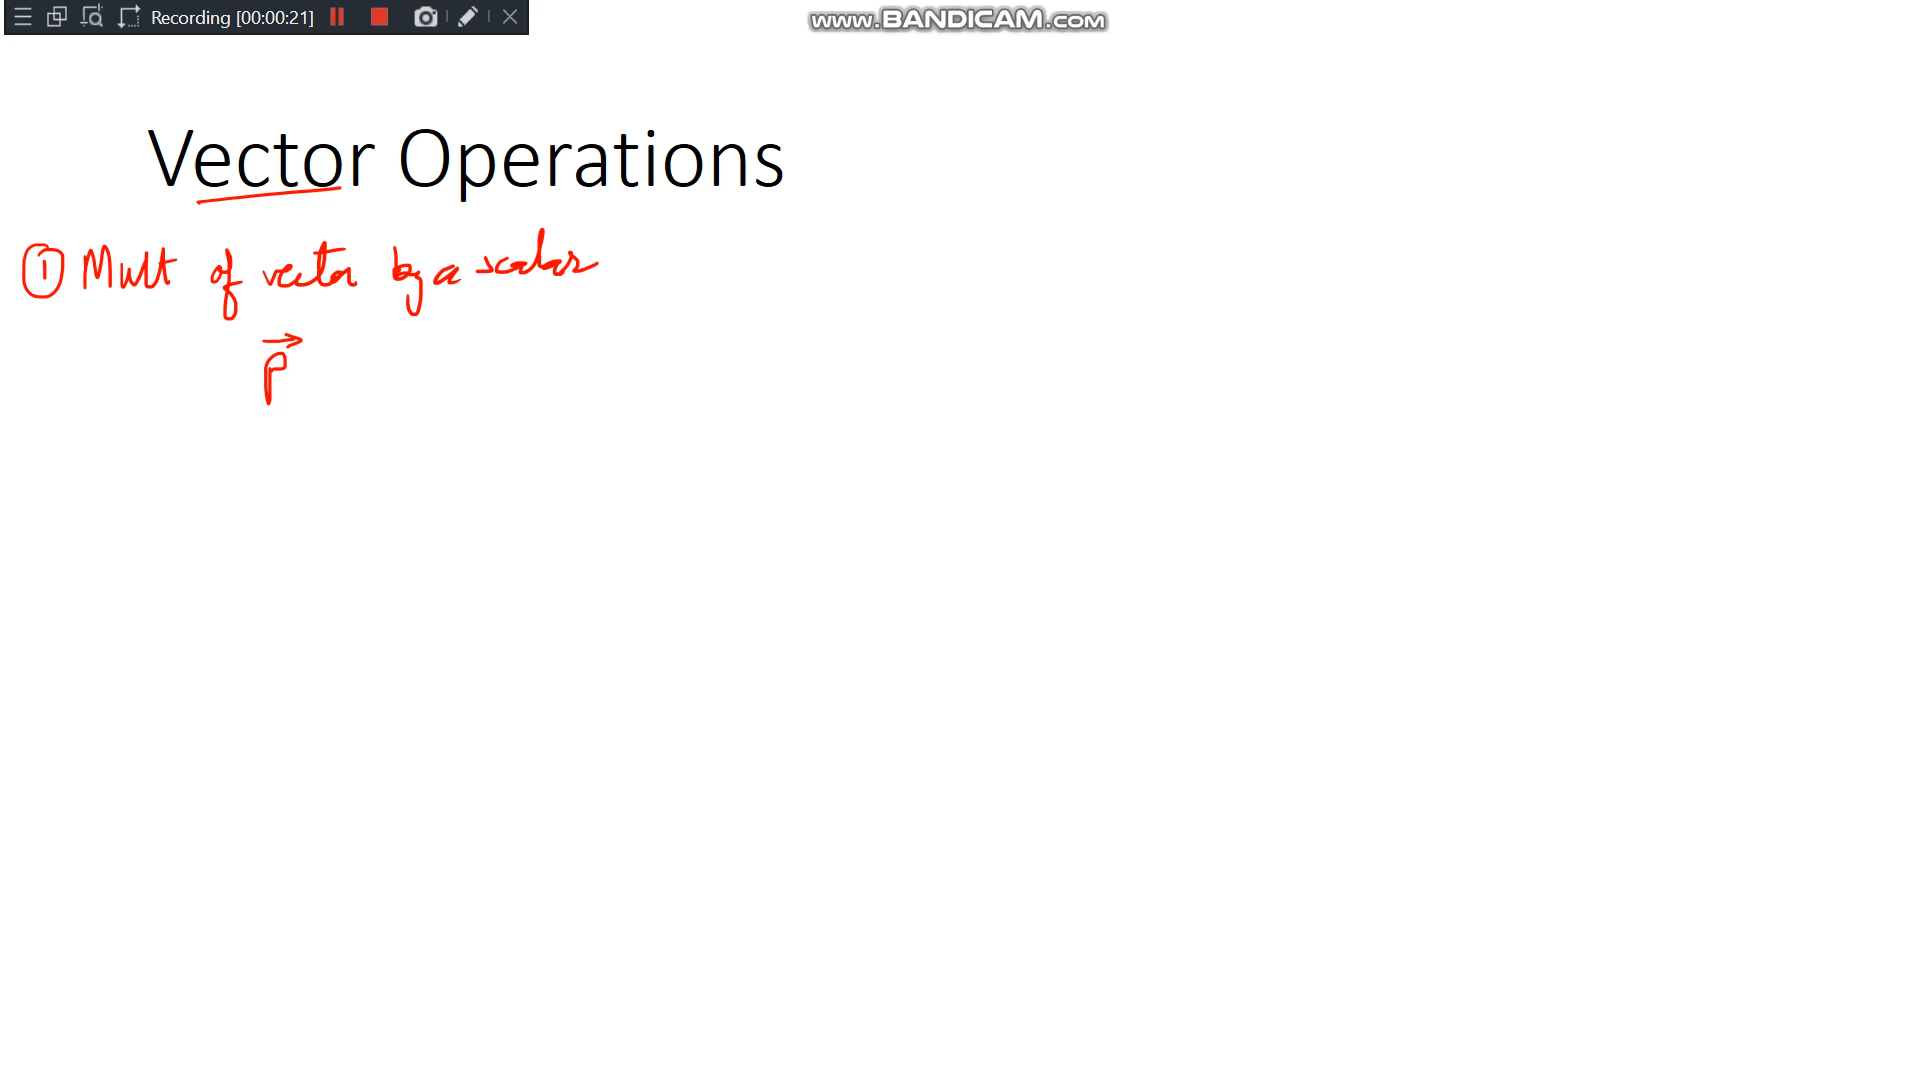 Recording [00:00:21]
www.BANDICAM.com
Vector Operations
① Mult of vector by a scalar
P⃗